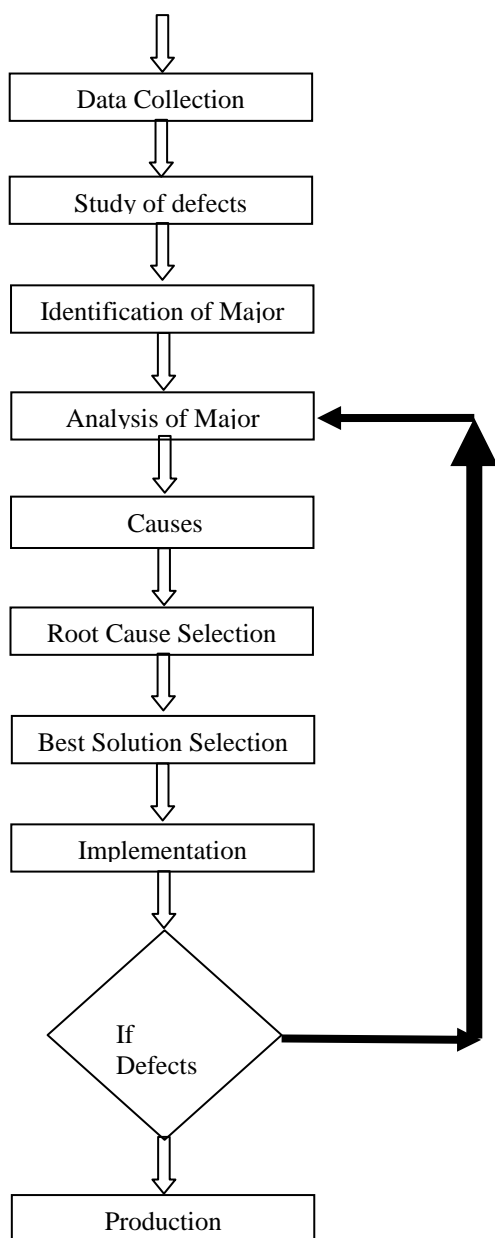 Data Collection
Study of defects
Identification of Major
Analysis of Major
Causes
Root Cause Selection
Best Solution Selection
Implementation
If
Defects
Production